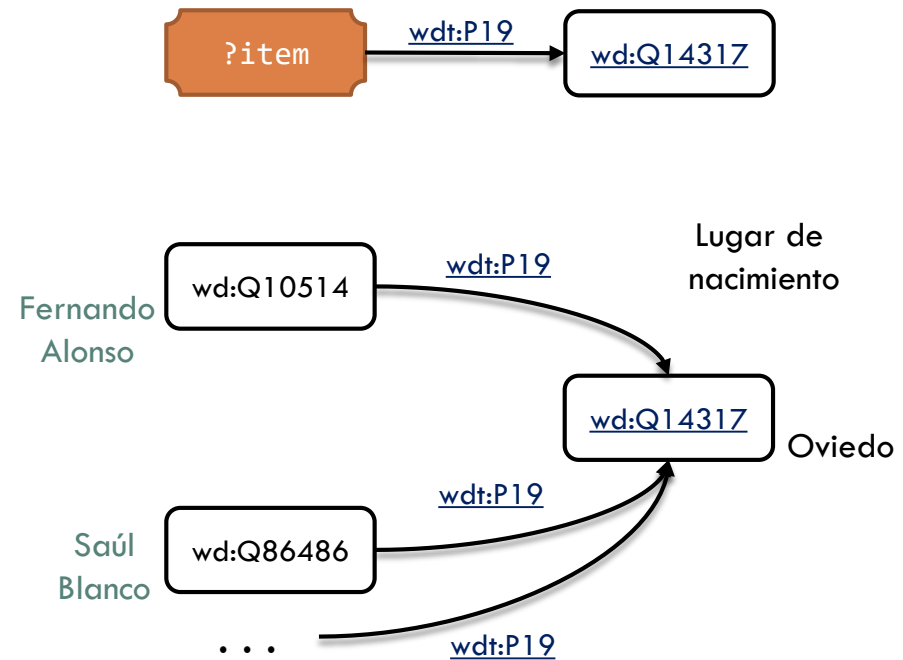 wdt:P19
?item
wd:Q14317
Lugar de
nacimiento
wdt:P19
wd:Q10514
Fernando
Alonso
wd:Q14317
Oviedo
wdt:P19
Saúl
Blanco
wd:Q86486
...
wdt:P19